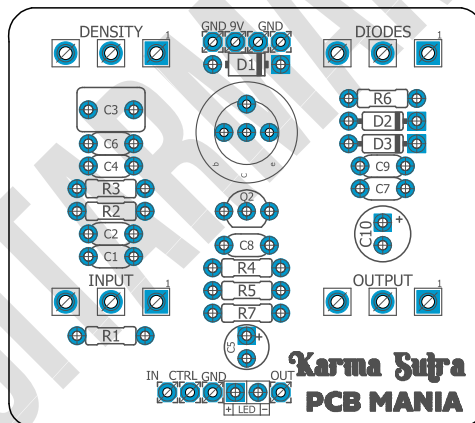 DENSITY
1
GND 9V GND
DIODES
1
D1
R6
C3
D2
b
e
c
D3
C6
C4
C9
R3
C7
R2
Q2
+
C10
C2
C8
C1
R4
INPUT
1
R5
OUTPUT
1
R7
R1
C5
+
Karma Sutra
PCB MANIA
IN CTRL GND OUT
+ LED -